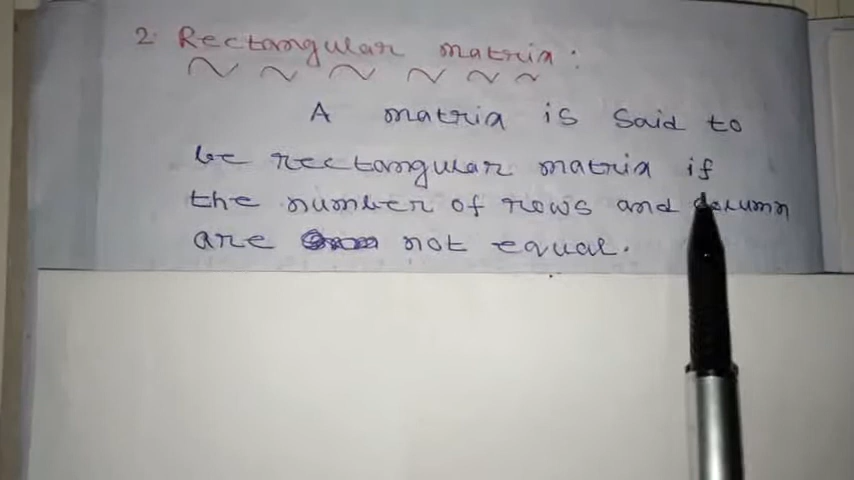 2. Rectangular matrix :
A matrix is said to
be rectangular matrix if
the number of rows and column
are not equal.